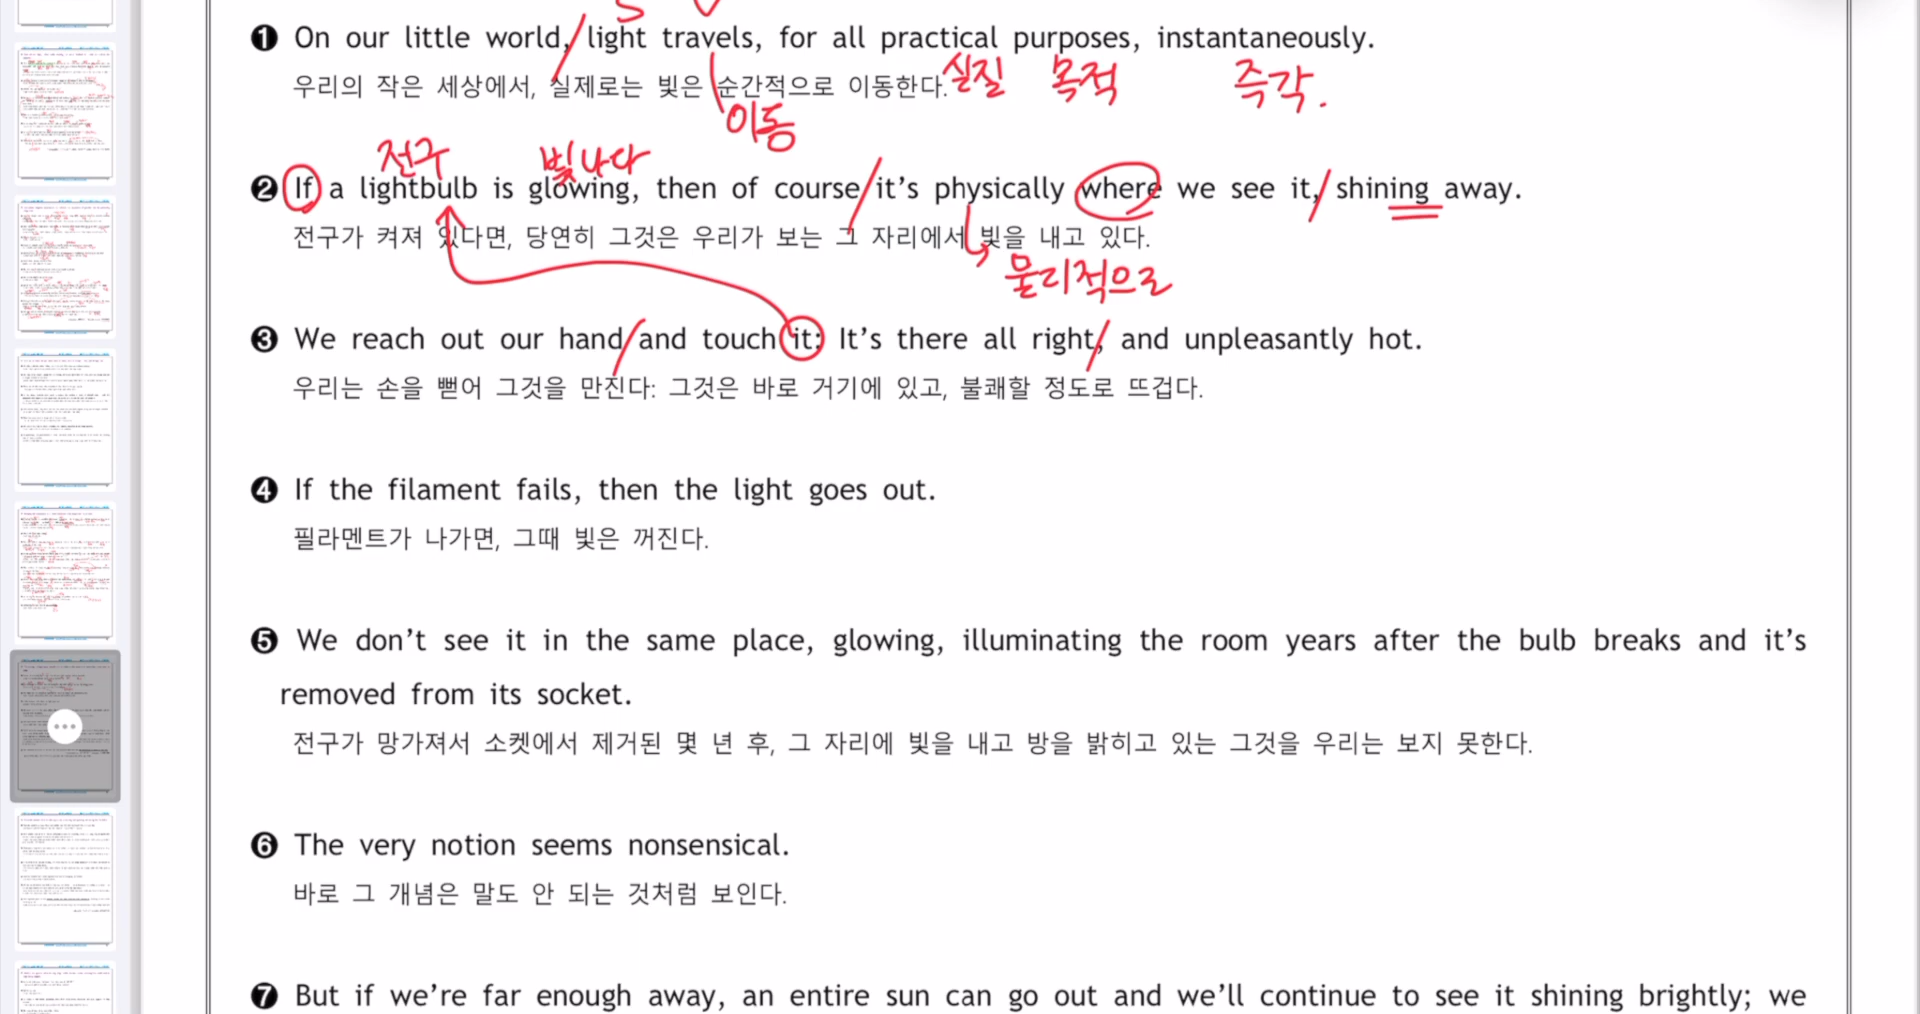 ❶ On our little world, light travels, for all practical purposes, instantaneously.
우리의 작은 세상에서, 실제로는 빛은 순간적으로 이동한다.
실질 목적 즉각.
이동
전구 빛나다
❷ If a lightbulb is glowing, then of course it’s physically where we see it, shining away.
전구가 켜져 있다면, 당연히 그것은 우리가 보는 그 자리에서 빛을 내고 있다.
물리적으로
❸ We reach out our hand and touch it: It’s there all right, and unpleasantly hot.
우리는 손을 뻗어 그것을 만진다: 그것은 바로 거기에 있고, 불쾌할 정도로 뜨겁다.
❹ If the filament fails, then the light goes out.
필라멘트가 나가면, 그때 빛은 꺼진다.
❺ We don’t see it in the same place, glowing, illuminating the room years after the bulb breaks and it’s
removed from its socket.
전구가 망가져서 소켓에서 제거된 몇 년 후, 그 자리에 빛을 내고 방을 밝히고 있는 그것을 우리는 보지 못한다.
❻ The very notion seems nonsensical.
바로 그 개념은 말도 안 되는 것처럼 보인다.
❼ But if we’re far enough away, an entire sun can go out and we’ll continue to see it shining brightly; we